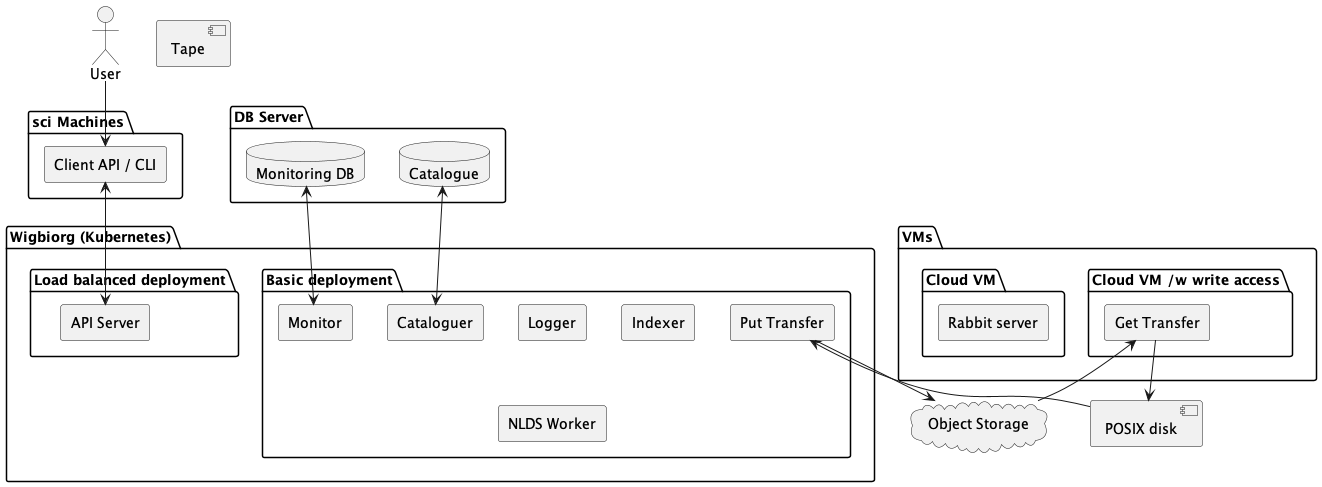 Tape
User
sci Machines
Client API / CLI
DB Server
Monitoring DB
Catalogue
Wigbiorg (Kubernetes)
Load balanced deployment
API Server
Basic deployment
Monitor
Cataloguer
Logger
Indexer
Put Transfer
NLDS Worker
VMs
Cloud VM
Rabbit server
Cloud VM /w write access
Get Transfer
Object Storage
POSIX disk